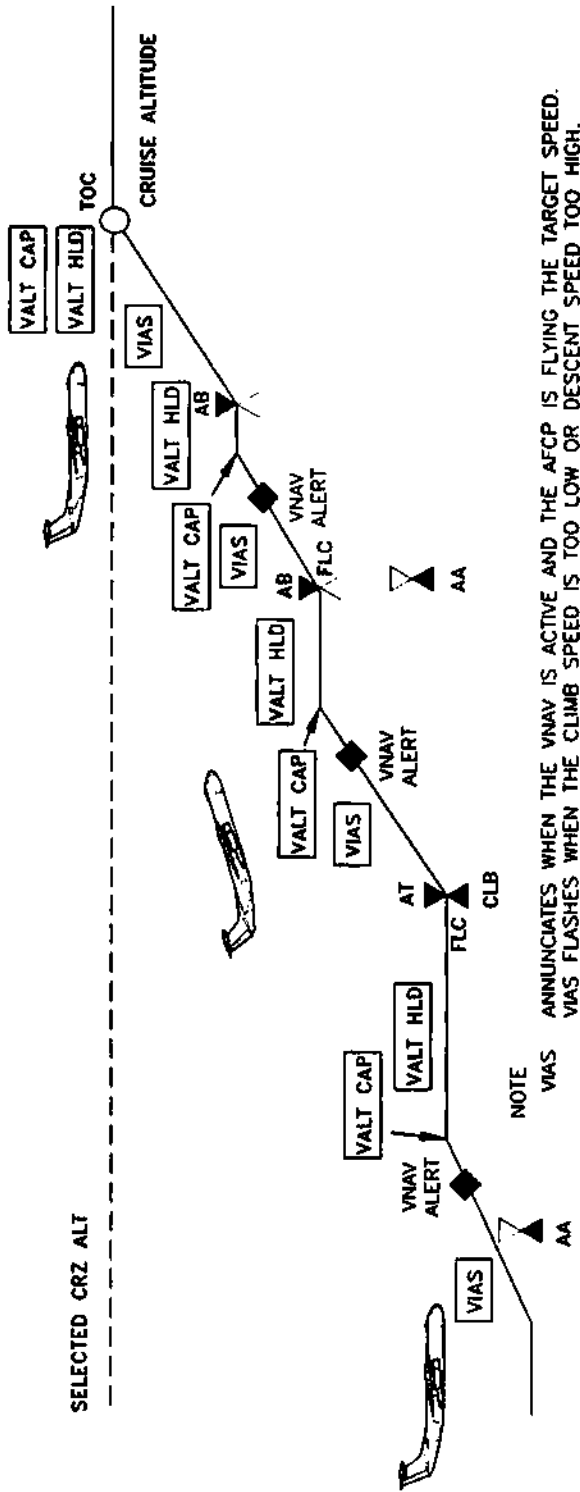 SELECTED CRZ ALT
VALT CAP
VALT HLD
TOC
CRUISE ALTITUDE
VIAS
VALT HLD
AB
VALT CAP
VIAS
VNAV
ALERT
AB
FLC
VALT HLD
AA
VALT CAP
VIAS
VNAV
ALERT
AT
FLC
CLB
VALT CAP
VALT HLD
VNAV
ALERT
VIAS
AA
NOTE
VIAS ANNUNCIATES WHEN THE VNAV IS ACTIVE AND THE AFCP IS FLYING THE TARGET SPEED.
VIAS FLASHES WHEN THE CLIMB SPEED IS TOO LOW OR DESCENT SPEED TOO HIGH.